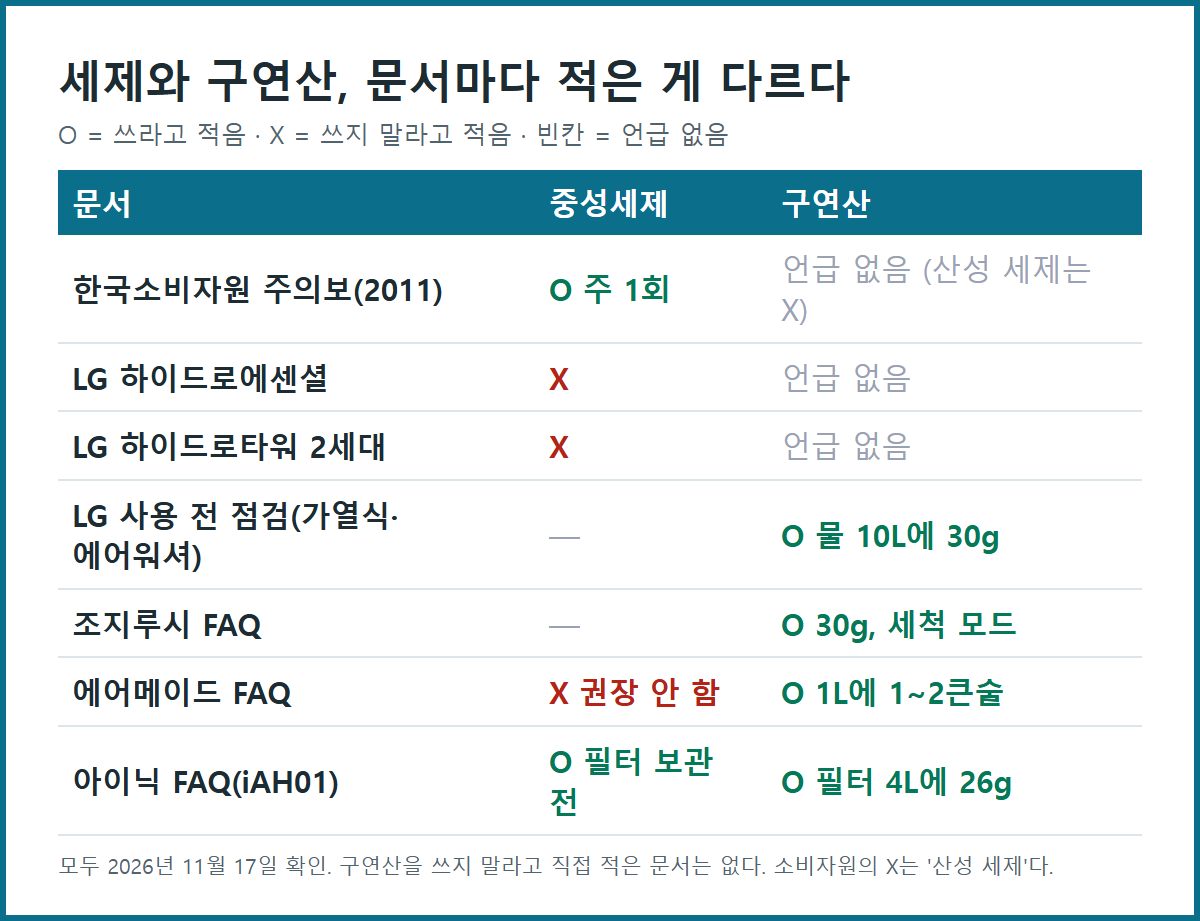 세제와 구연산, 문서마다 적은 게 다르다
O = 쓰라고 적음 · X = 쓰지 말라고 적음 · 빈칸 = 언급 없음
문서 중성세제 구연산
한국소비자원 주의보(2011) O 주 1회 언급 없음 (산성 세제는
X)
LG 하이드로에센셜 X 언급 없음
LG 하이드로타워 2세대 X 언급 없음
LG 사용 전 점검(가열식·
에어워셔) — O 물 10L에 30g
조지루시 FAQ — O 30g, 세척 모드
에어메이드 FAQ X 권장 안 함 O 1L에 1~2큰술
아이닉 FAQ(iAH01) O 필터 보관
전 O 필터 4L에 26g
모두 2026년 11월 17일 확인. 구연산을 쓰지 말라고 직접 적은 문서는 없다. 소비자원의 X는 '산성 세제'다.